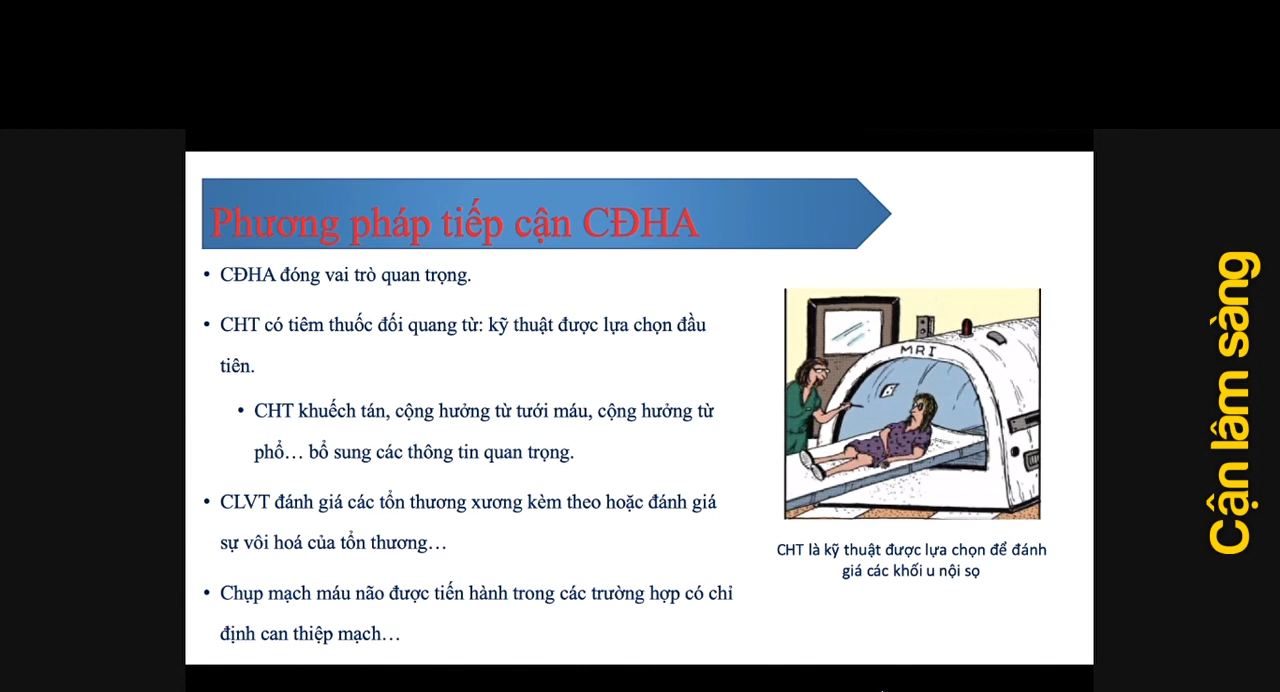 Phương pháp tiếp cận CĐHA
• CĐHA đóng vai trò quan trọng.
• CHT có tiêm thuốc đối quang từ: kỹ thuật được lựa chọn đầu
tiên.
• CHT khuếch tán, cộng hưởng từ tưới máu, cộng hưởng từ
phổ… bổ sung các thông tin quan trọng.
• CLVT đánh giá các tổn thương xương kèm theo hoặc đánh giá
sự vôi hoá của tổn thương…
• Chụp mạch máu não được tiến hành trong các trường hợp có chỉ
định can thiệp mạch…
MRI
CHT là kỹ thuật được lựa chọn để đánh
giá các khối u nội sọ
Cận lâm sàng